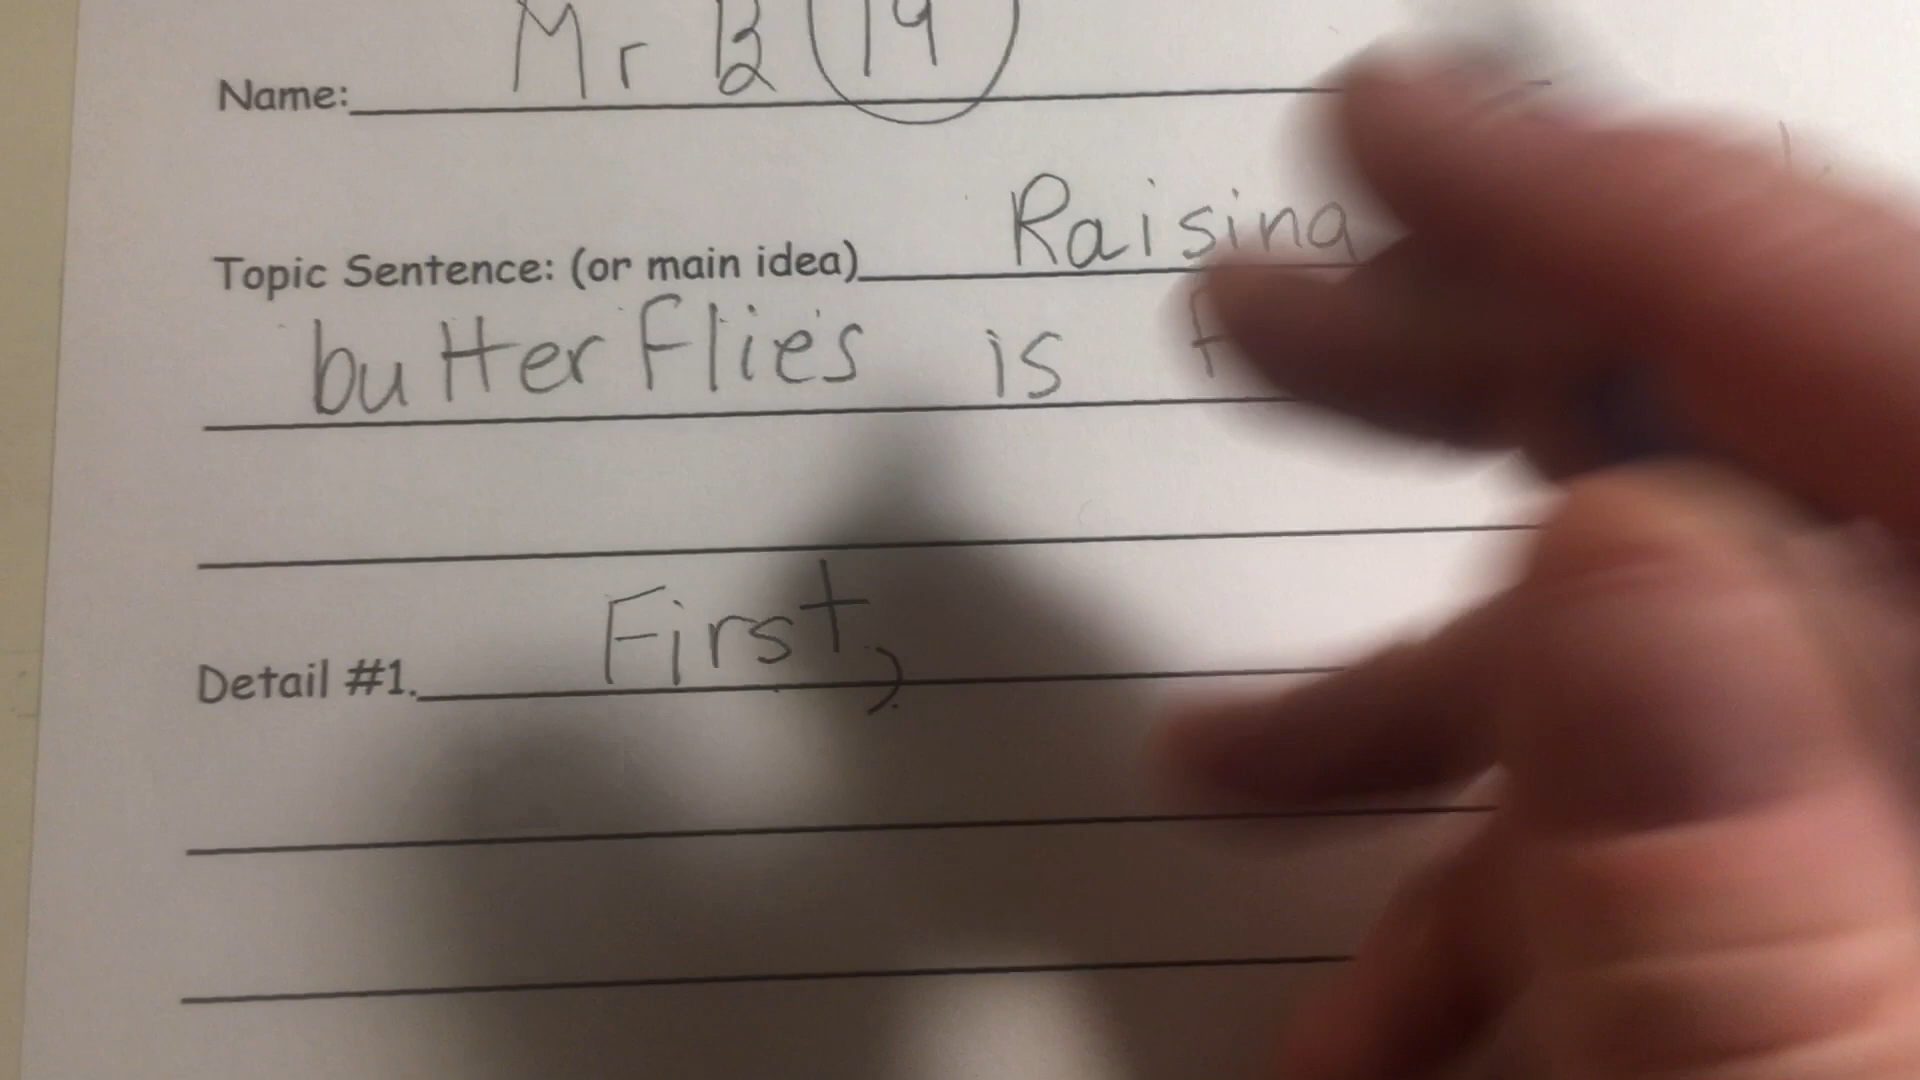 Name: Mr B 19
Topic Sentence: (or main idea) Raising
butterflies is
Detail #1. First,